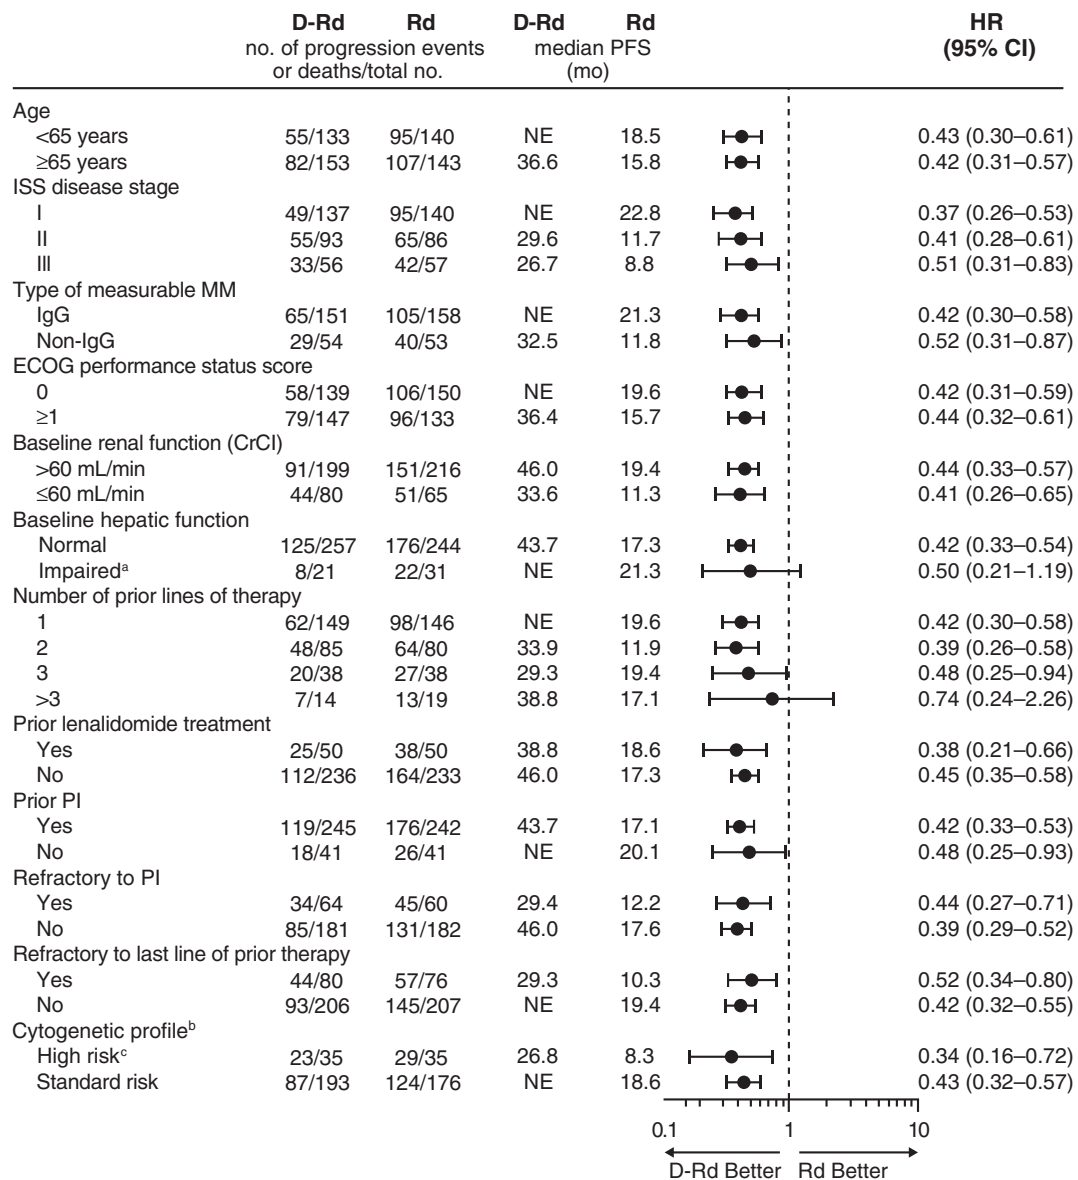 D-Rd Rd D-Rd Rd HR
no. of progression events median PFS (95% CI)
or deaths/total no. (mo)
Age
<65 years 55/133 95/140 NE 18.5 0.43 (0.30–0.61)
≥65 years 82/153 107/143 36.6 15.8 0.42 (0.31–0.57)
ISS disease stage
I 49/137 95/140 NE 22.8 0.37 (0.26–0.53)
II 55/93 65/86 29.6 11.7 0.41 (0.28–0.61)
III 33/56 42/57 26.7 8.8 0.51 (0.31–0.83)
Type of measurable MM
IgG 65/151 105/158 NE 21.3 0.42 (0.30–0.58)
Non-IgG 29/54 40/53 32.5 11.8 0.52 (0.31–0.87)
ECOG performance status score
0 58/139 106/150 NE 19.6 0.42 (0.31–0.59)
≥1 79/147 96/133 36.4 15.7 0.44 (0.32–0.61)
Baseline renal function (CrCl)
>60 mL/min 91/199 151/216 46.0 19.4 0.44 (0.33–0.57)
≤60 mL/min 44/80 51/65 33.6 11.3 0.41 (0.26–0.65)
Baseline hepatic function
Normal 125/257 176/244 43.7 17.3 0.42 (0.33–0.54)
Impairedᵃ 8/21 22/31 NE 21.3 0.50 (0.21–1.19)
Number of prior lines of therapy
1 62/149 98/146 NE 19.6 0.42 (0.30–0.58)
2 48/85 64/80 33.9 11.9 0.39 (0.26–0.58)
3 20/38 27/38 29.3 19.4 0.48 (0.25–0.94)
>3 7/14 13/19 38.8 17.1 0.74 (0.24–2.26)
Prior lenalidomide treatment
Yes 25/50 38/50 38.8 18.6 0.38 (0.21–0.66)
No 112/236 164/233 46.0 17.3 0.45 (0.35–0.58)
Prior PI
Yes 119/245 176/242 43.7 17.1 0.42 (0.33–0.53)
No 18/41 26/41 NE 20.1 0.48 (0.25–0.93)
Refractory to PI
Yes 34/64 45/60 29.4 12.2 0.44 (0.27–0.71)
No 85/181 131/182 46.0 17.6 0.39 (0.29–0.52)
Refractory to last line of prior therapy
Yes 44/80 57/76 29.3 10.3 0.52 (0.34–0.80)
No 93/206 145/207 NE 19.4 0.42 (0.32–0.55)
Cytogenetic profileᵇ
High riskᶜ 23/35 29/35 26.8 8.3 0.34 (0.16–0.72)
Standard risk 87/193 124/176 NE 18.6 0.43 (0.32–0.57)
0.1 1 10
D-Rd Better Rd Better